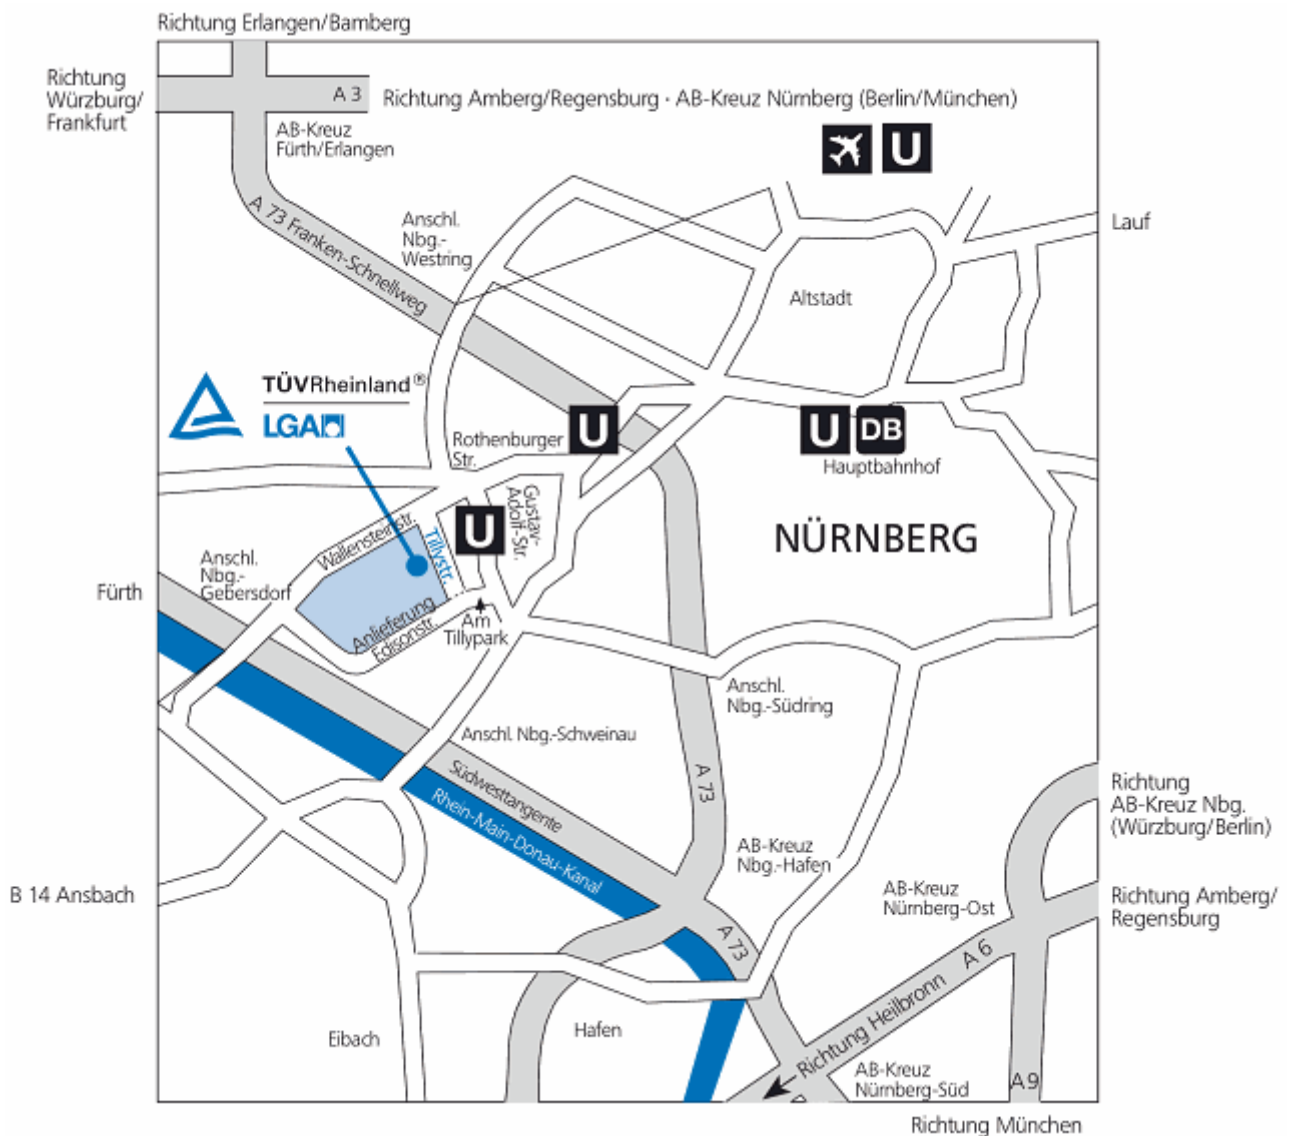 Richtung Erlangen/Bamberg
Richtung
Würzburg/
Frankfurt
A 3
Richtung Amberg/Regensburg · AB-Kreuz Nürnberg (Berlin/München)
AB-Kreuz
Fürth/Erlangen
U
A 73 Franken-Schnellweg
Anschl.
Nbg.-
Westring
Lauf
Altstadt
TÜVRheinland®
LGA
Rothenburger
Str.
U
U
DB
Hauptbahnhof
NÜRNBERG
Wallensteinstr.
Tillystr.
U
Gustav-
Adolf-Str.
Anschl.
Nbg.-
Gebersdorf
Fürth
Anlieferung
Edisonstr.
Am
Tillypark
Anschl.
Nbg.-Südring
Anschl. Nbg.-Schweinau
Südwesttangente
Rhein-Main-Donau-Kanal
A 73
Richtung
AB-Kreuz Nbg.
(Würzburg/Berlin)
AB-Kreuz
Nbg.-Hafen
AB-Kreuz
Nürnberg-Ost
B 14 Ansbach
Richtung Amberg/
Regensburg
A 73
A 6
Richtung Heilbronn
Eibach
Hafen
AB-Kreuz
Nürnberg-Süd
A 9
Richtung München